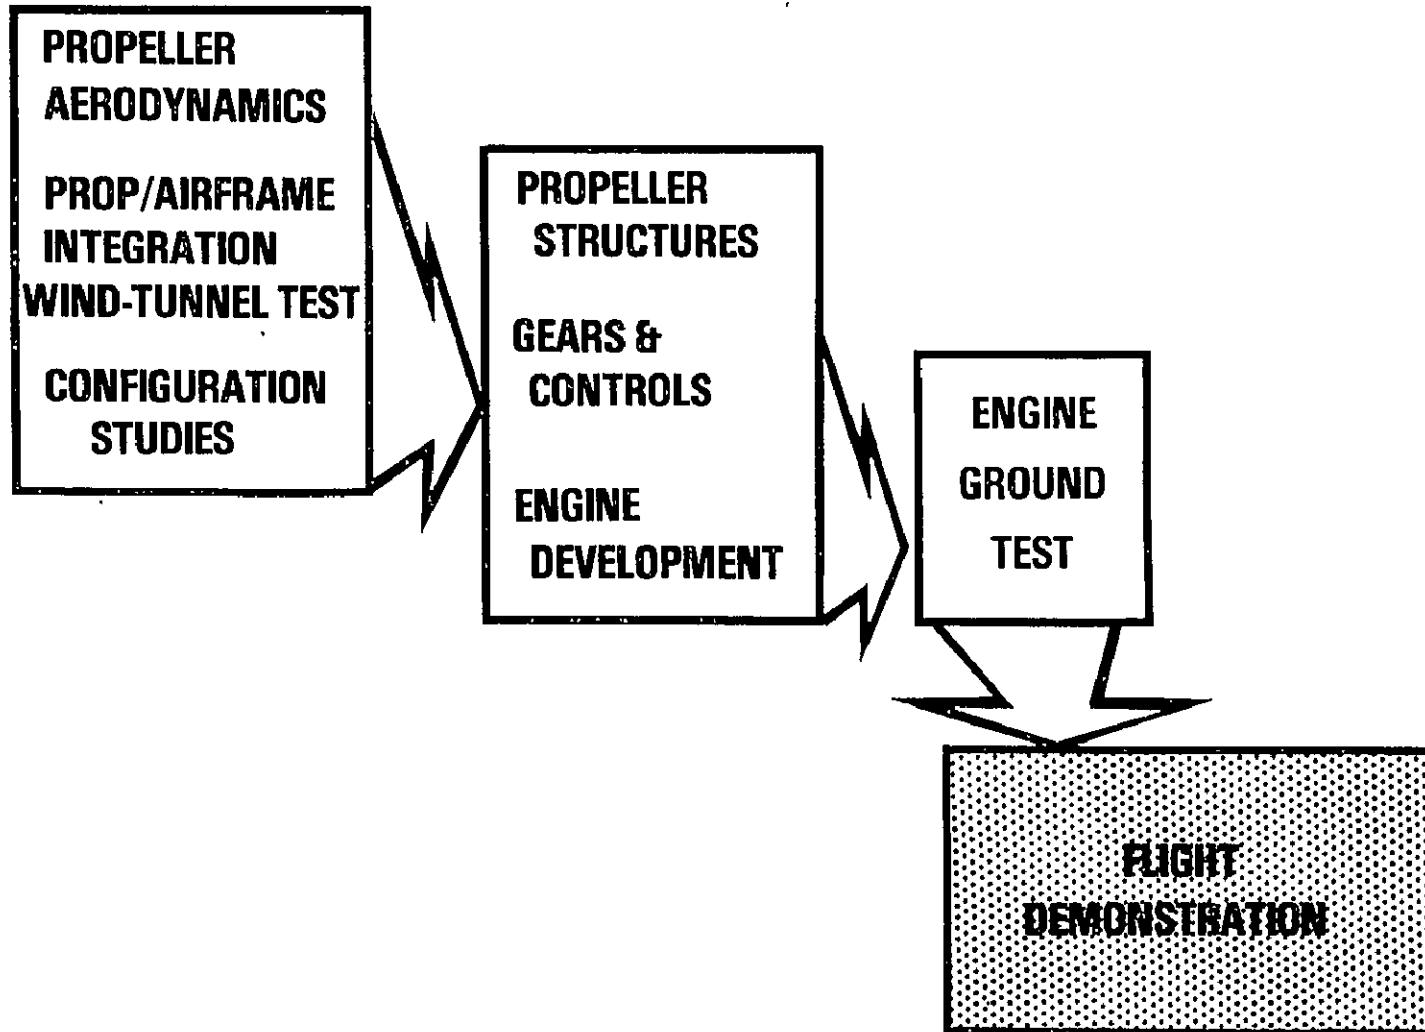 PROPELLER
AERODYNAMICS
PROP/AIRFRAME
INTEGRATION
WIND-TUNNEL TEST
CONFIGURATION
STUDIES
PROPELLER
STRUCTURES
GEARS &
CONTROLS
ENGINE
DEVELOPMENT
ENGINE
GROUND
TEST
FLIGHT
DEMONSTRATION